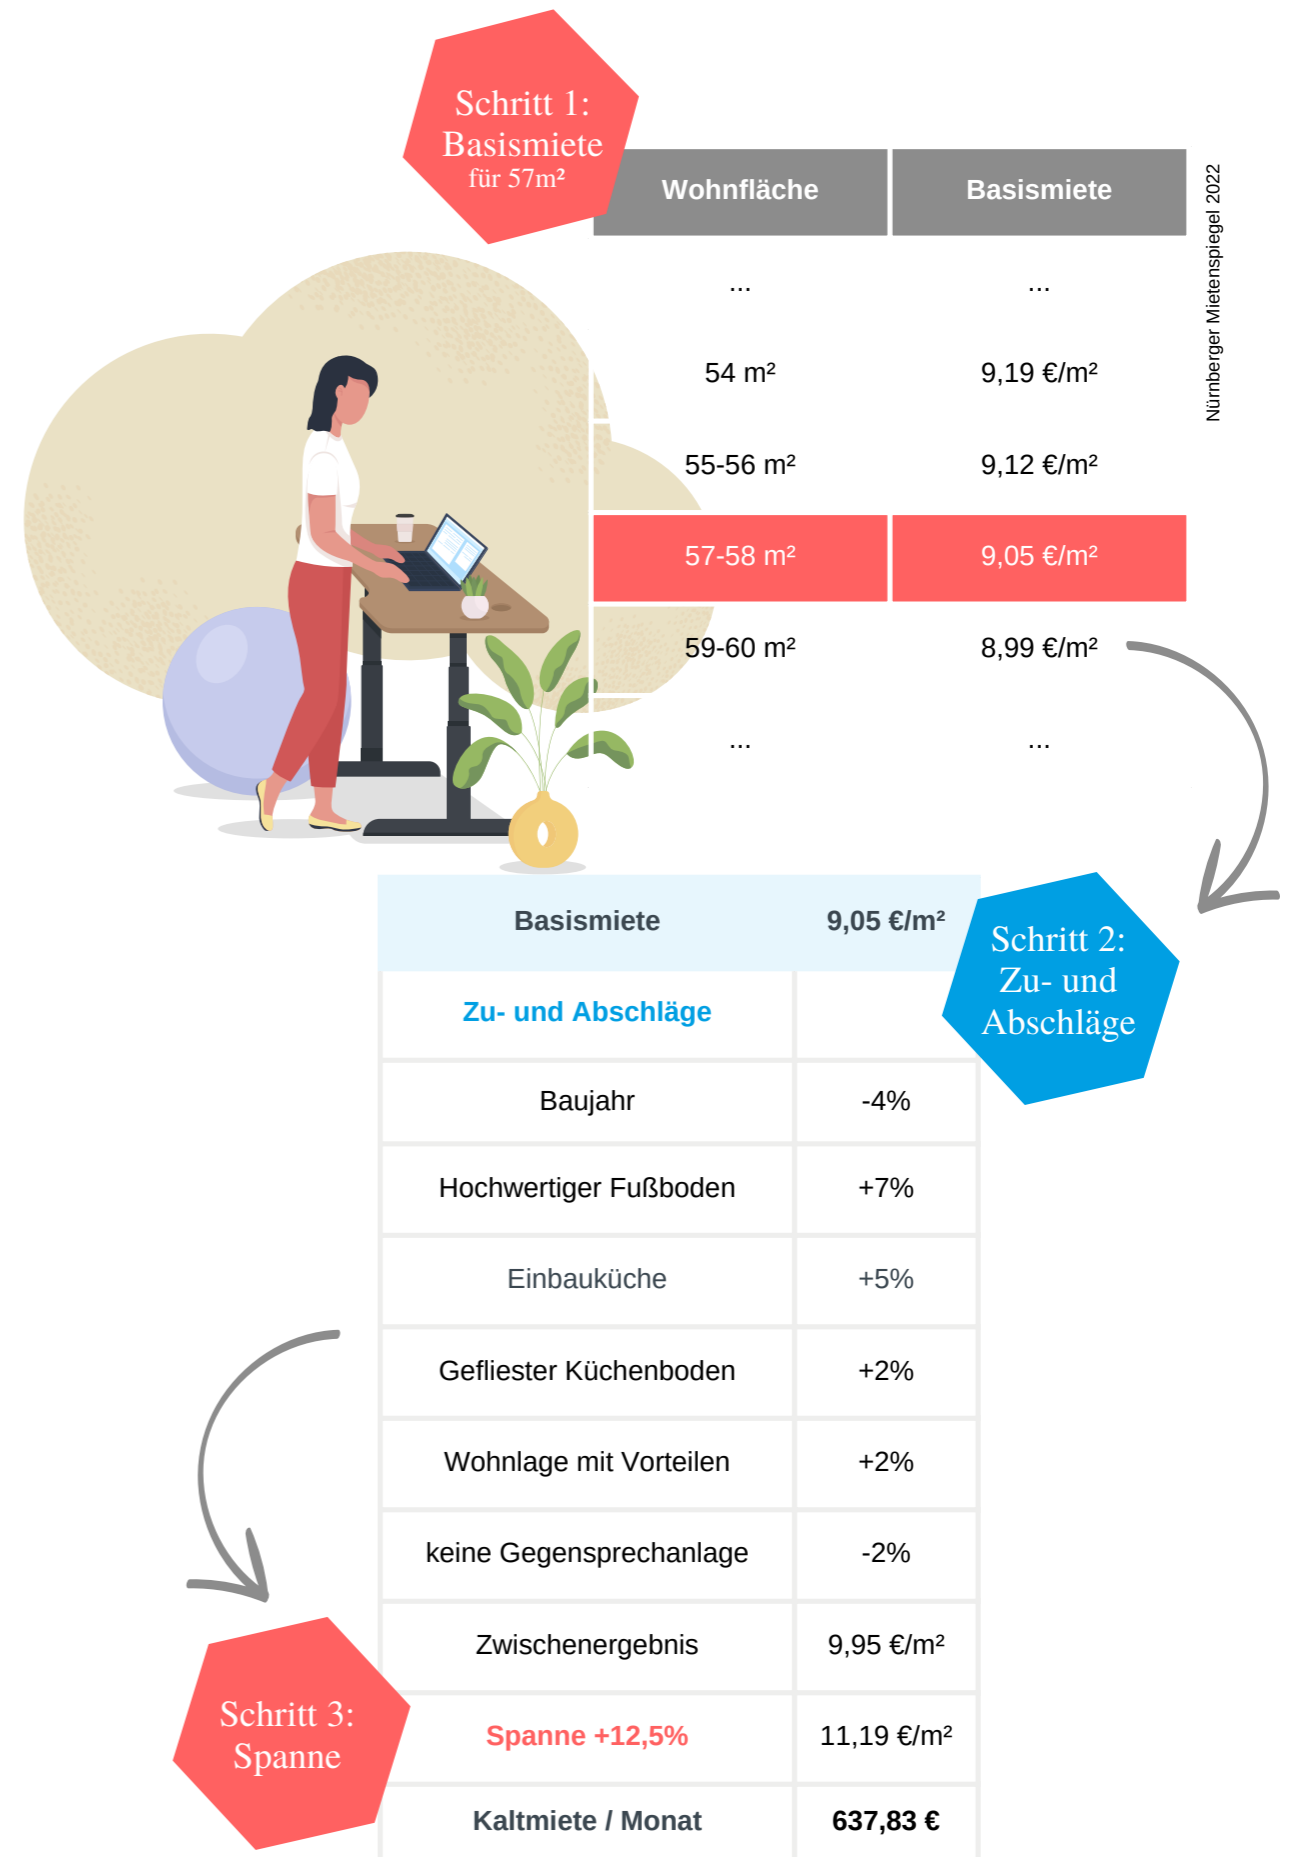 Schritt 1:
Basismiete
für 57m²
Wohnfläche Basismiete
... ...
54 m² 9,19 €/m²
55-56 m² 9,12 €/m²
57-58 m² 9,05 €/m²
59-60 m² 8,99 €/m²
... ...
Nürnberger Mietenspiegel 2022
Schritt 2:
Zu- und
Abschläge
Basismiete 9,05 €/m²
Zu- und Abschläge
Baujahr -4%
Hochwertiger Fußboden +7%
Einbauküche +5%
Gefliester Küchenboden +2%
Wohnlage mit Vorteilen +2%
keine Gegensprechanlage -2%
Zwischenergebnis 9,95 €/m²
Schritt 3:
Spanne
Spanne +12,5% 11,19 €/m²
Kaltmiete / Monat 637,83 €